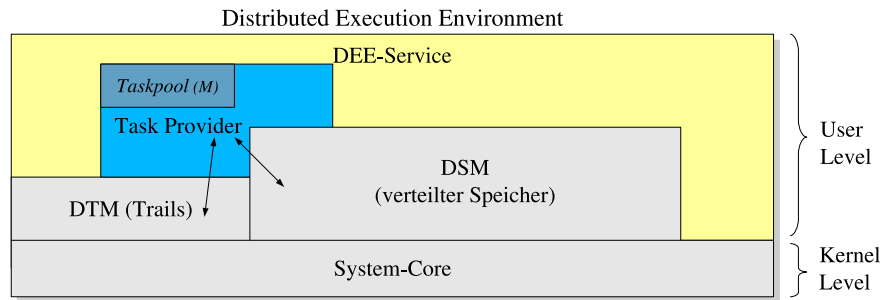 Distributed Execution Environment
DEE-Service
Taskpool (M)
Task Provider
DSM
(verteilter Speicher)
DTM (Trails)
System-Core
User
Level
Kernel
Level